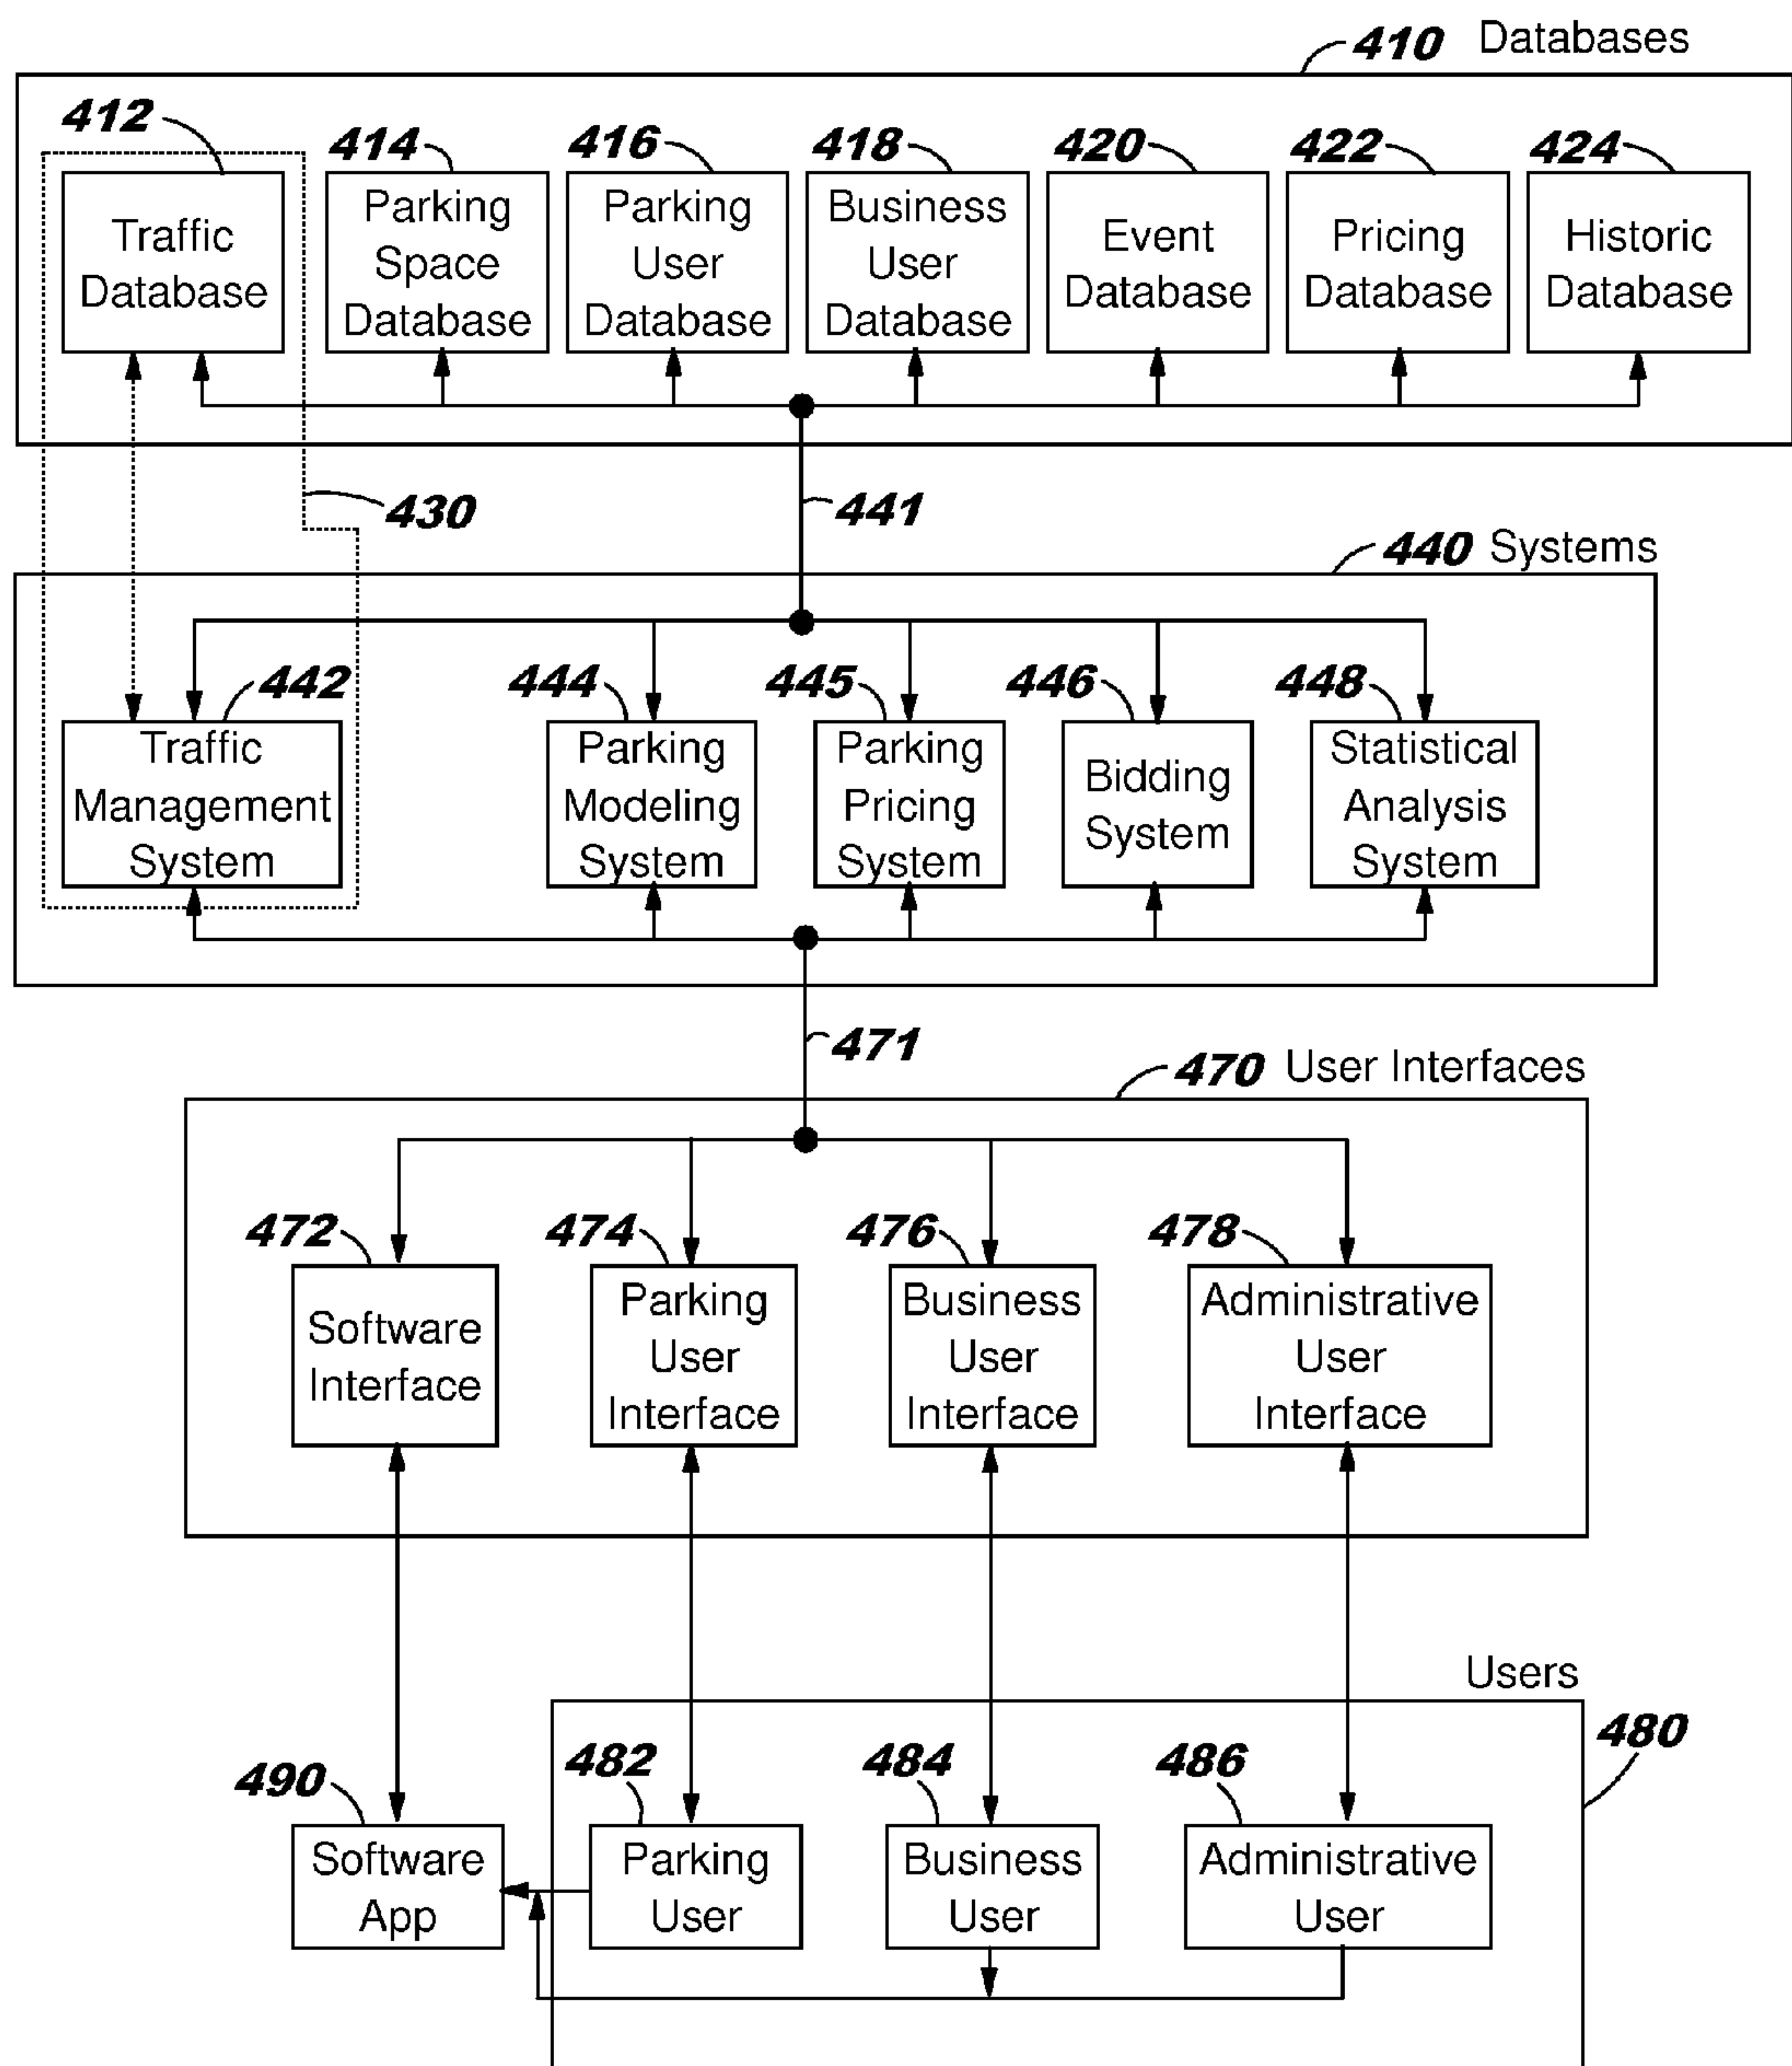 410 Databases
412
414
416
418
420
422
424
Traffic
Database
Parking
Space
Database
Parking
User
Database
Business
User
Database
Event
Database
Pricing
Database
Historic
Database
430
441
440 Systems
442
444
445
446
448
Traffic
Management
System
Parking
Modeling
System
Parking
Pricing
System
Bidding
System
Statistical
Analysis
System
471
470 User Interfaces
472
474
476
478
Software
Interface
Parking
User
Interface
Business
User
Interface
Administrative
User
Interface
Users
480
490
482
484
486
Software
App
Parking
User
Business
User
Administrative
User